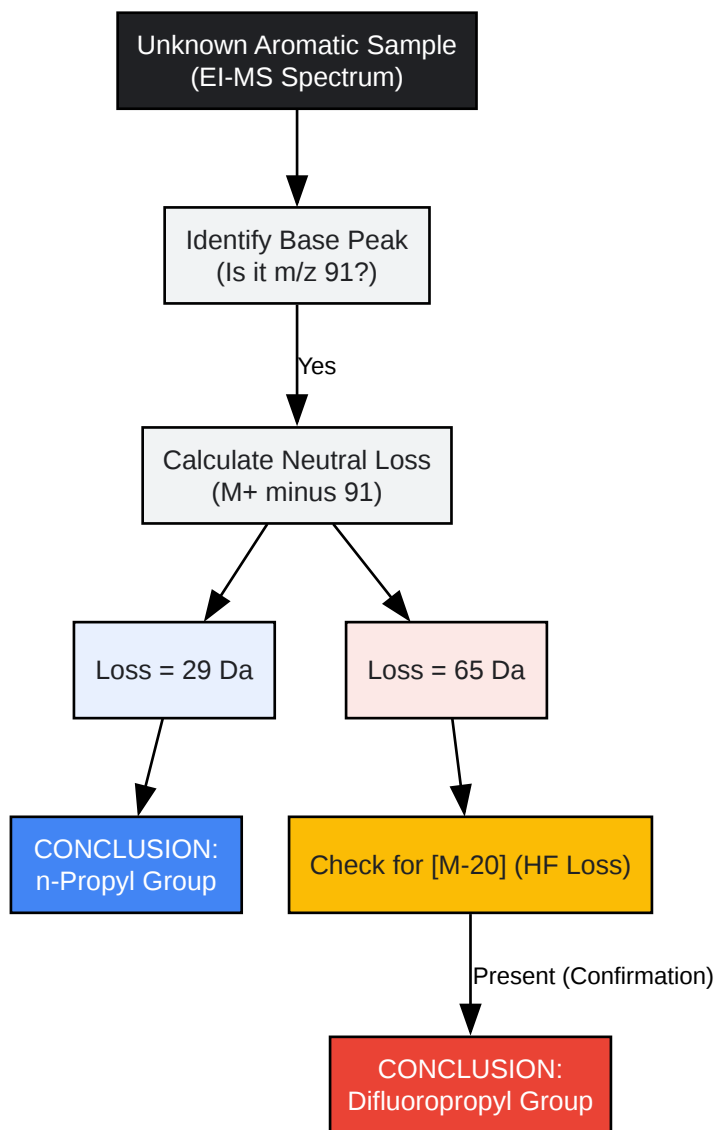 Unknown Aromatic Sample
(EI-MS Spectrum)
Identify Base Peak
(Is it m/z 91?)
Yes
Calculate Neutral Loss
(M+ minus 91)
Loss = 29 Da
Loss = 65 Da
CONCLUSION:
n-Propyl Group
Check for [M-20] (HF Loss)
Present (Confirmation)
CONCLUSION:
Difluoropropyl Group